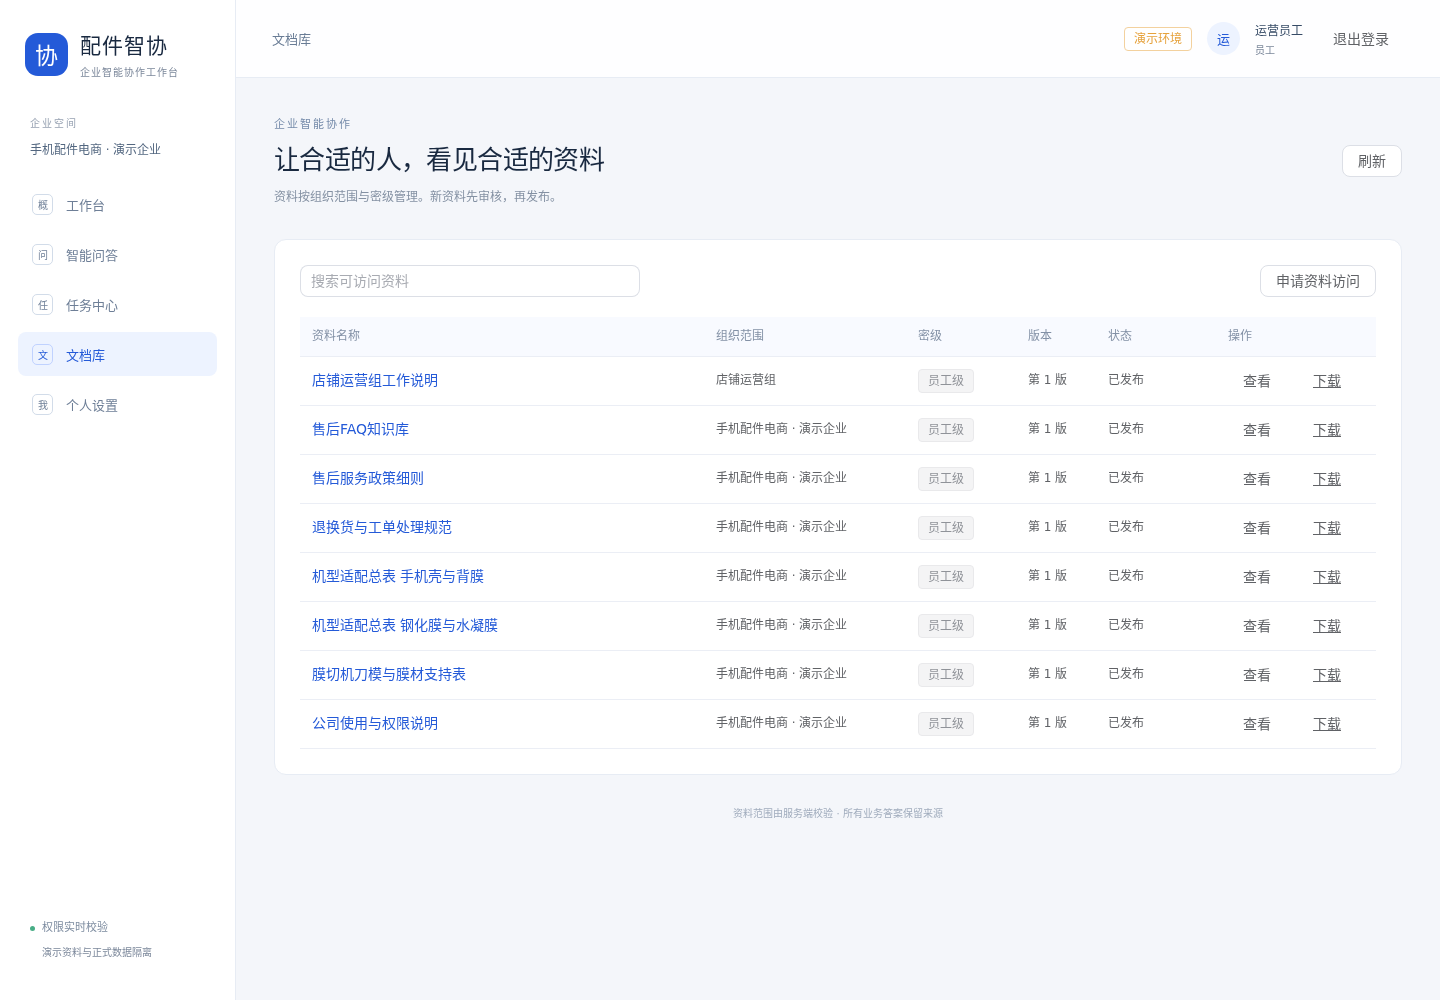 协
配件智协
企业智能协作工作台
企业空间
手机配件电商 · 演示企业
概 工作台
问 智能问答
任 任务中心
文 文档库
我 个人设置
权限实时校验
演示资料与正式数据隔离
文档库
演示环境
运
运营员工
员工
退出登录
企业智能协作
让合适的人，看见合适的资料
资料按组织范围与密级管理。新资料先审核，再发布。
刷新
搜索可访问资料
申请资料访问
资料名称 组织范围 密级 版本 状态 操作
店铺运营组工作说明 店铺运营组 员工级 第 1 版 已发布 查看 下载
售后FAQ知识库 手机配件电商 · 演示企业 员工级 第 1 版 已发布 查看 下载
售后服务政策细则 手机配件电商 · 演示企业 员工级 第 1 版 已发布 查看 下载
退换货与工单处理规范 手机配件电商 · 演示企业 员工级 第 1 版 已发布 查看 下载
机型适配总表 手机壳与背膜 手机配件电商 · 演示企业 员工级 第 1 版 已发布 查看 下载
机型适配总表 钢化膜与水凝膜 手机配件电商 · 演示企业 员工级 第 1 版 已发布 查看 下载
膜切机刀模与膜材支持表 手机配件电商 · 演示企业 员工级 第 1 版 已发布 查看 下载
公司使用与权限说明 手机配件电商 · 演示企业 员工级 第 1 版 已发布 查看 下载
资料范围由服务端校验 · 所有业务答案保留来源